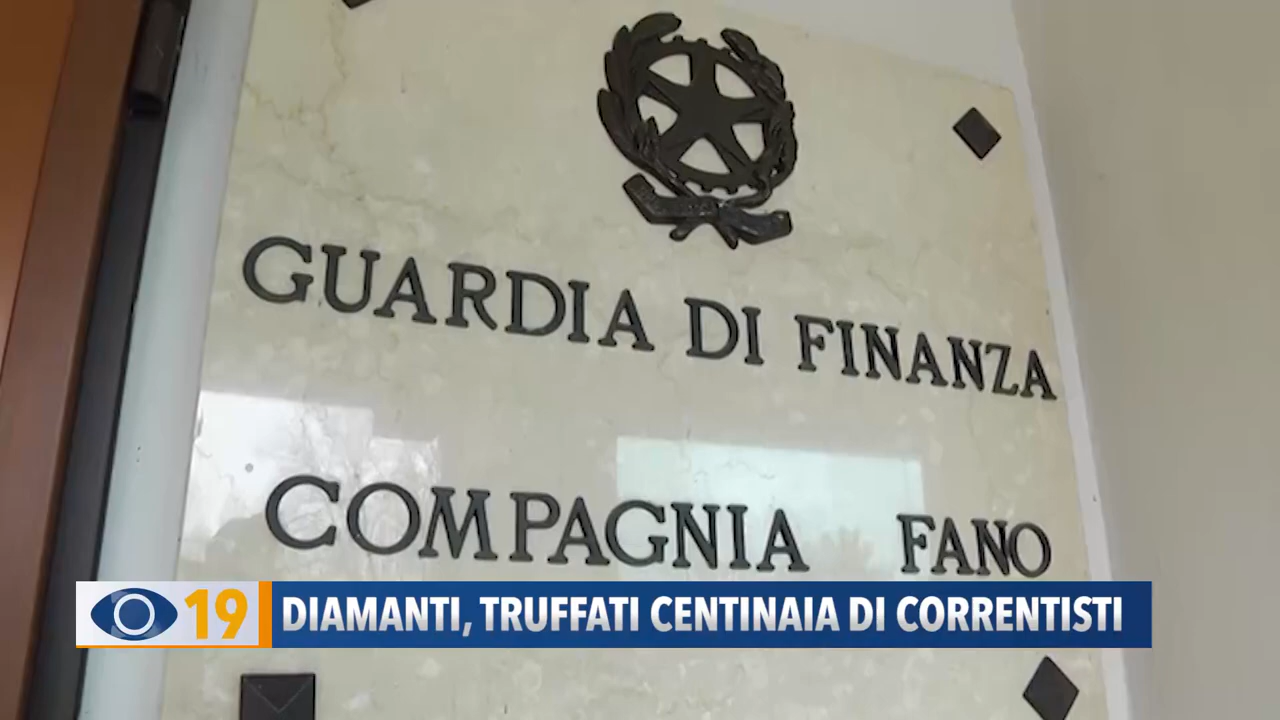 GUARDIA DI FINANZA
COMPAGNIA FANO
19
DIAMANTI, TRUFFATI CENTINAIA DI CORRENTISTI